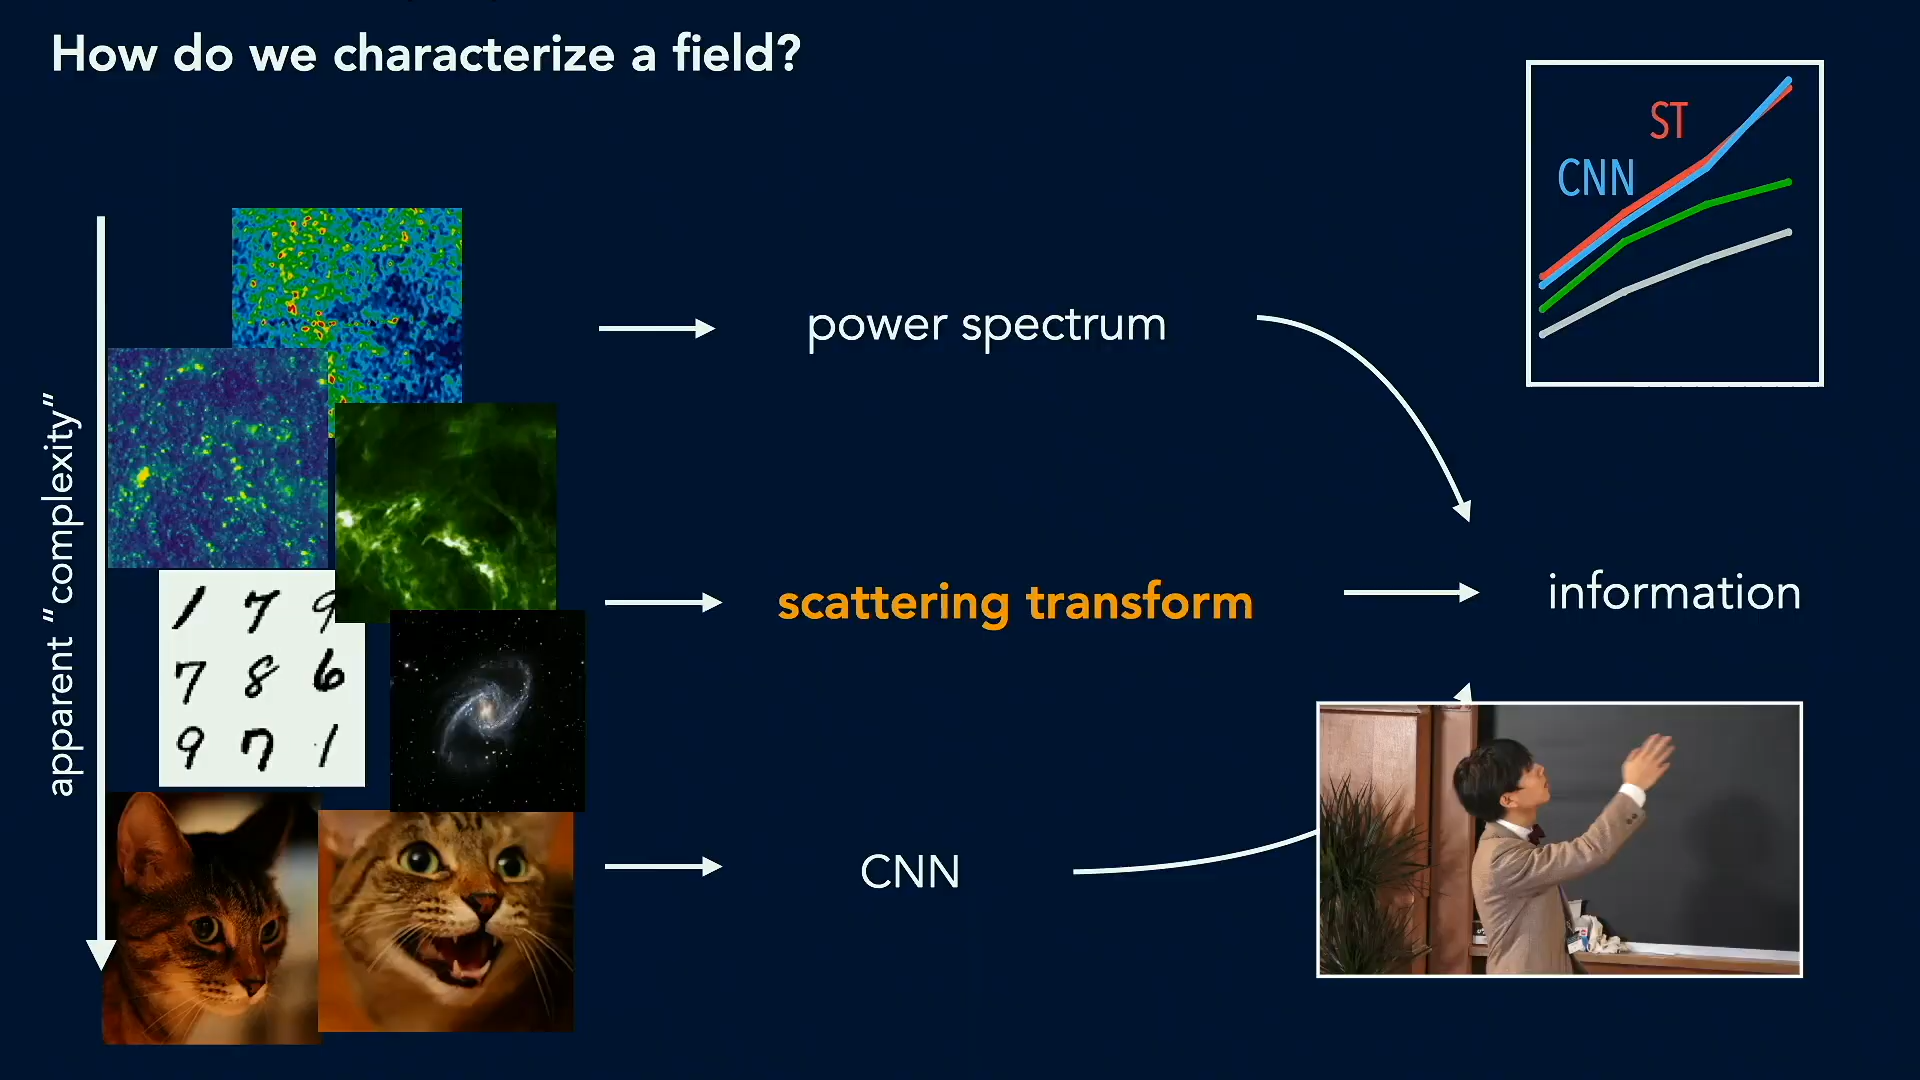 How do we characterize a field?
ST
CNN
power spectrum
apparent “complexity”
scattering transform
information
1 7 9
7 8 6
9 7 1
CNN